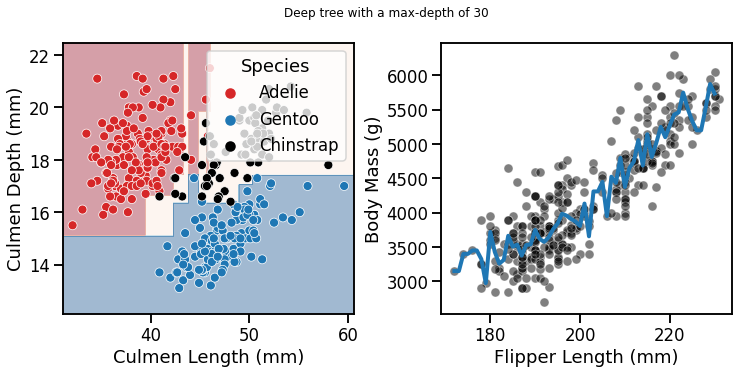 Deep tree with a max-depth of 30
22
20
18
16
14
Culmen Depth (mm)
Species
Adelie
Gentoo
Chinstrap
40
50
60
Culmen Length (mm)
6000
5500
5000
4500
4000
3500
3000
Body Mass (g)
180
200
220
Flipper Length (mm)